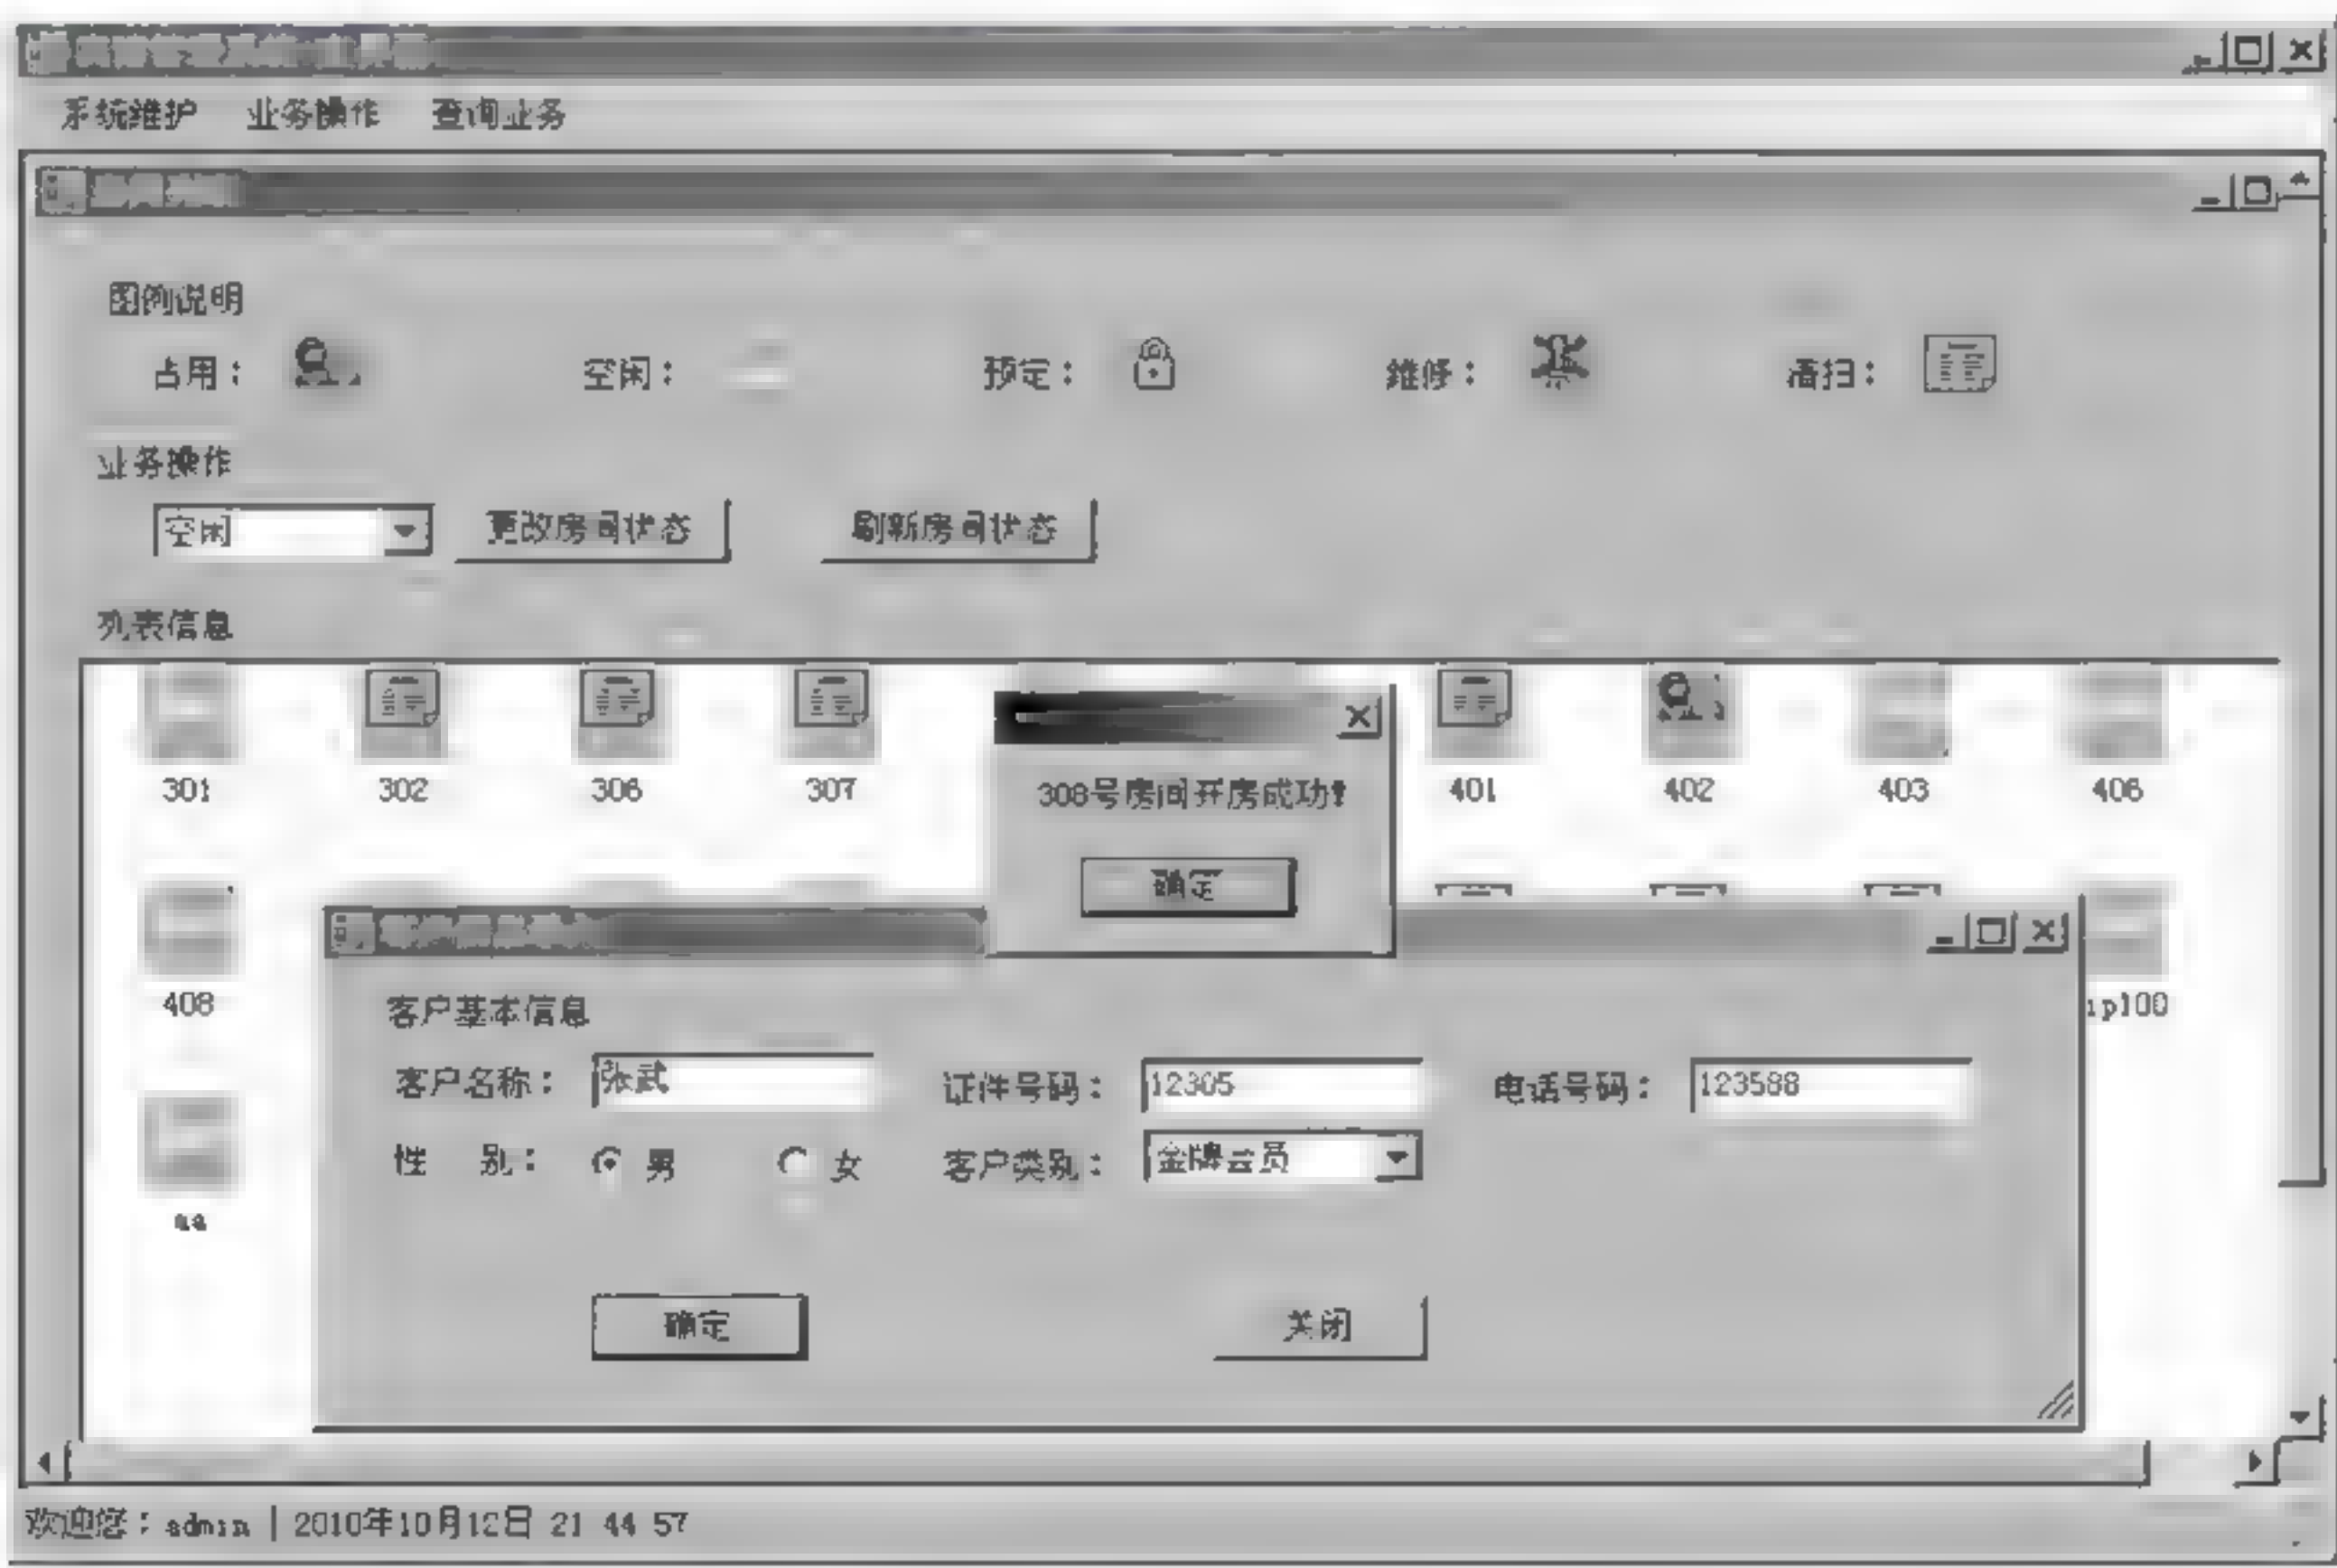 系统维护 业务操作 查询业务
图例说明
占用： 空闲： 预定： 维修： 清扫：
业务操作
空闲 更改房间状态 刷新房间状态
列表信息
301 302 306 307 401 402 403 406
308号房间开房成功!
确定
408 ip100
客户基本信息
客户名称： 张武 证件号码： 12305 电话号码： 123588
性 别： 男 女 客户类别： 金牌会员
aa
确定 关闭
欢迎您：admin | 2010年10月12日 21 44 57